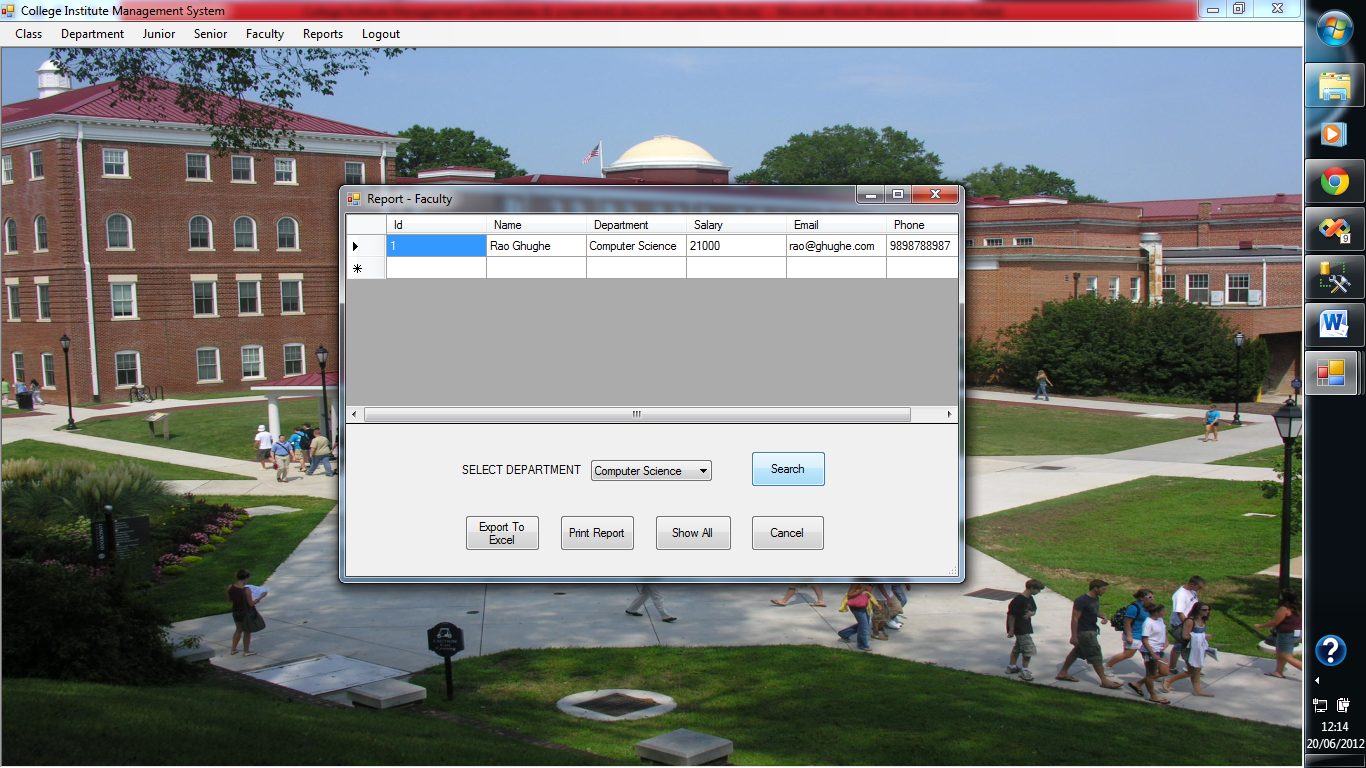 College Institute Management System
Class Department Junior Senior Faculty Reports Logout
Report - Faculty
Id Name Department Salary Email Phone
1 Rao Ghughe Computer Science 21000 rao@ghughe.com 9898788987
SELECT DEPARTMENT Computer Science Search
Export To
Excel
Print Report Show All Cancel
9
W
?
12:14
20/06/2012